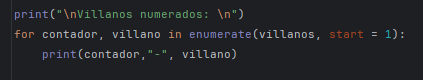 print("\nVillanos numerados: \n")
for contador, villano in enumerate(villanos, start = 1):
    print(contador,"-", villano)